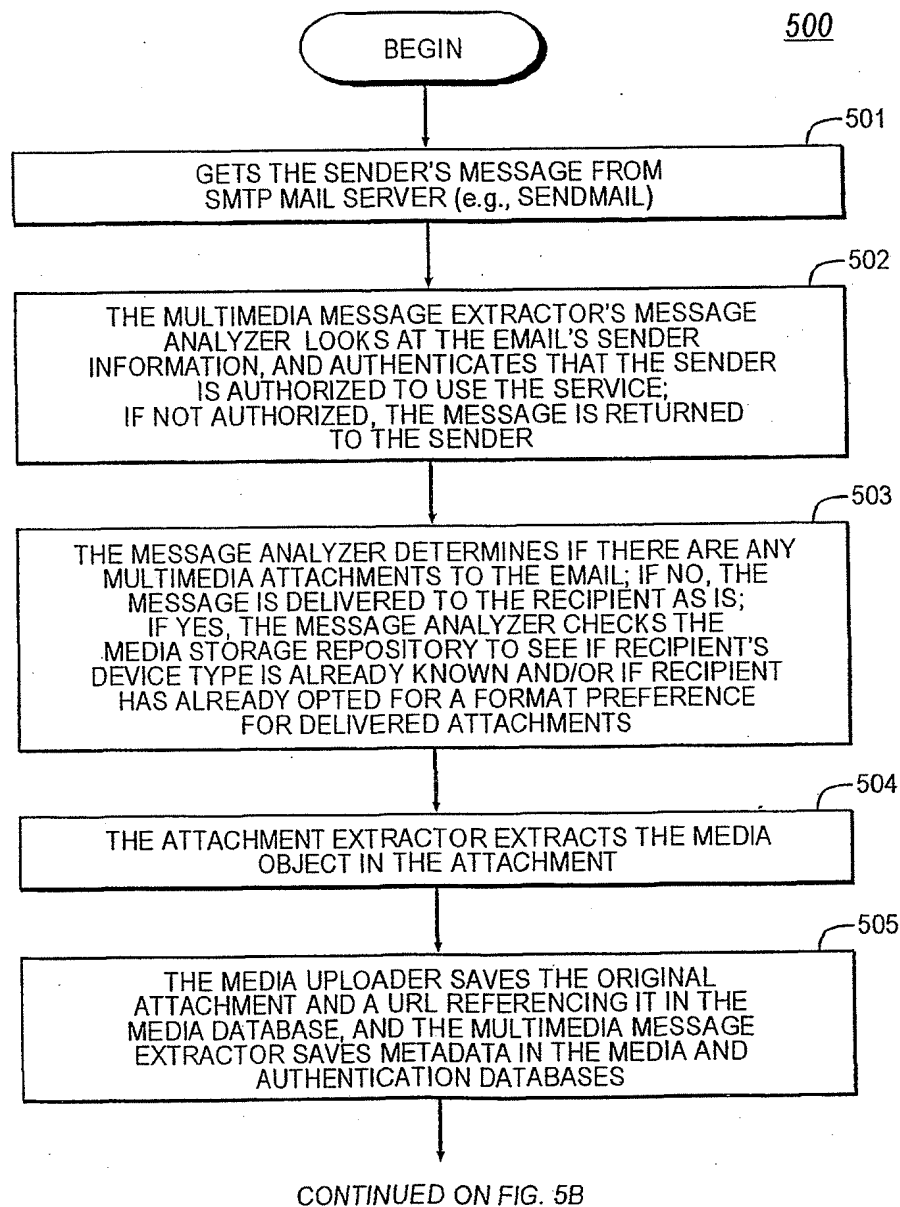 500
BEGIN
501
GETS THE SENDER'S MESSAGE FROM
SMTP MAIL SERVER (e.g., SENDMAIL)
502
THE MULTIMEDIA MESSAGE EXTRACTOR'S MESSAGE
ANALYZER LOOKS AT THE EMAIL'S SENDER
INFORMATION, AND AUTHENTICATES THAT THE SENDER
IS AUTHORIZED TO USE THE SERVICE;
IF NOT AUTHORIZED, THE MESSAGE IS RETURNED
TO THE SENDER
503
THE MESSAGE ANALYZER DETERMINES IF THERE ARE ANY
MULTIMEDIA ATTACHMENTS TO THE EMAIL; IF NO, THE
MESSAGE IS DELIVERED TO THE RECIPIENT AS IS;
IF YES, THE MESSAGE ANALYZER CHECKS THE
MEDIA STORAGE REPOSITORY TO SEE IF RECIPIENT'S
DEVICE TYPE IS ALREADY KNOWN AND/OR IF RECIPIENT
HAS ALREADY OPTED FOR A FORMAT PREFERENCE
FOR DELIVERED ATTACHMENTS
504
THE ATTACHMENT EXTRACTOR EXTRACTS THE MEDIA
OBJECT IN THE ATTACHMENT
505
THE MEDIA UPLOADER SAVES THE ORIGINAL
ATTACHMENT AND A URL REFERENCING IT IN THE
MEDIA DATABASE, AND THE MULTIMEDIA MESSAGE
EXTRACTOR SAVES METADATA IN THE MEDIA AND
AUTHENTICATION DATABASES
CONTINUED ON FIG. 5B